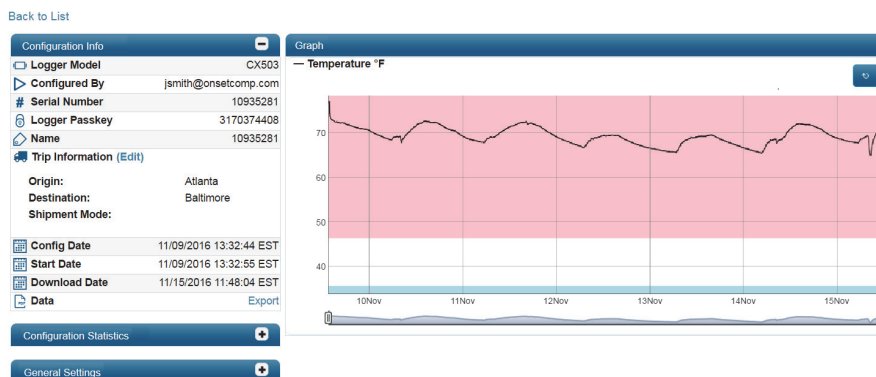 Back to List
Configuration Info
Logger Model CX503
Configured By jsmith@onsetcomp.com
# Serial Number 10935281
Logger Passkey 3170374408
Name 10935281
Trip Information (Edit)
Origin: Atlanta
Destination: Baltimore
Shipment Mode:
Config Date 11/09/2016 13:32:44 EST
Start Date 11/09/2016 13:32:55 EST
Download Date 11/15/2016 11:48:04 EST
Data Export
Configuration Statistics
General Settings
Graph
— Temperature °F
70
60
50
40
10Nov 11Nov 12Nov 13Nov 14Nov 15Nov